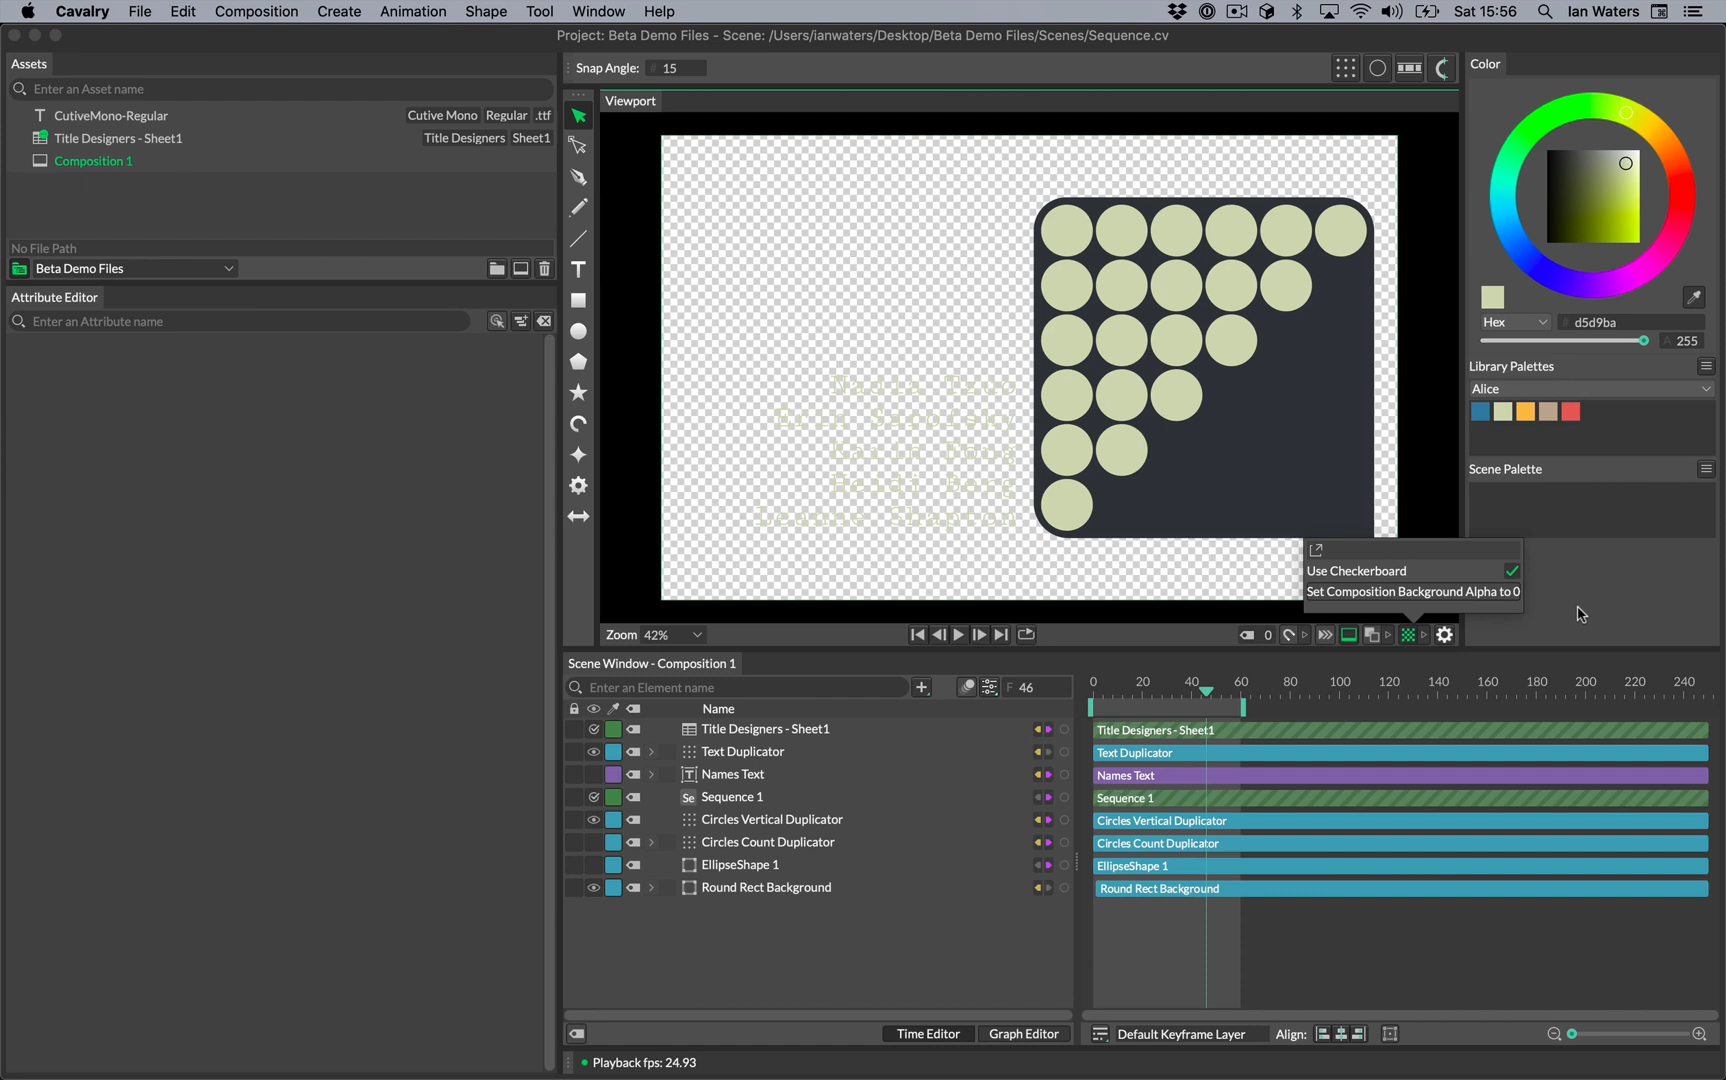 Cavalry File Edit Composition Create Animation Shape Tool Window Help Sat 15:56 Ian Waters
Project: Beta Demo Files - Scene: /Users/ianwaters/Desktop/Beta Demo Files/Scenes/Sequence.cv
Assets
Enter an Asset name
CutiveMono-Regular Cutive Mono Regular .ttf
Title Designers - Sheet1 Title Designers Sheet1
Composition 1
No File Path
Beta Demo Files
Attribute Editor
Enter an Attribute name
Snap Angle: # 15
Viewport
Nadia Tzuo
Erin Sarofsky
Karin Fong
Heidi Berg
Leanne Shapton
Use Checkerboard
Set Composition Background Alpha to 0
Zoom 42%
0
Color
Hex # d5d9ba
A 255
Library Palettes
Alice
Scene Palette
Scene Window - Composition 1
Enter an Element name F 46
0 20 40 60 80 100 120 140 160 180 200 220 240
Name
Title Designers - Sheet1 Title Designers - Sheet1
Text Duplicator Text Duplicator
Names Text Names Text
Se Sequence 1 Sequence 1
Circles Vertical Duplicator Circles Vertical Duplicator
Circles Count Duplicator Circles Count Duplicator
EllipseShape 1 EllipseShape 1
Round Rect Background Round Rect Background
Time Editor Graph Editor Default Keyframe Layer Align:
Playback fps: 24.93